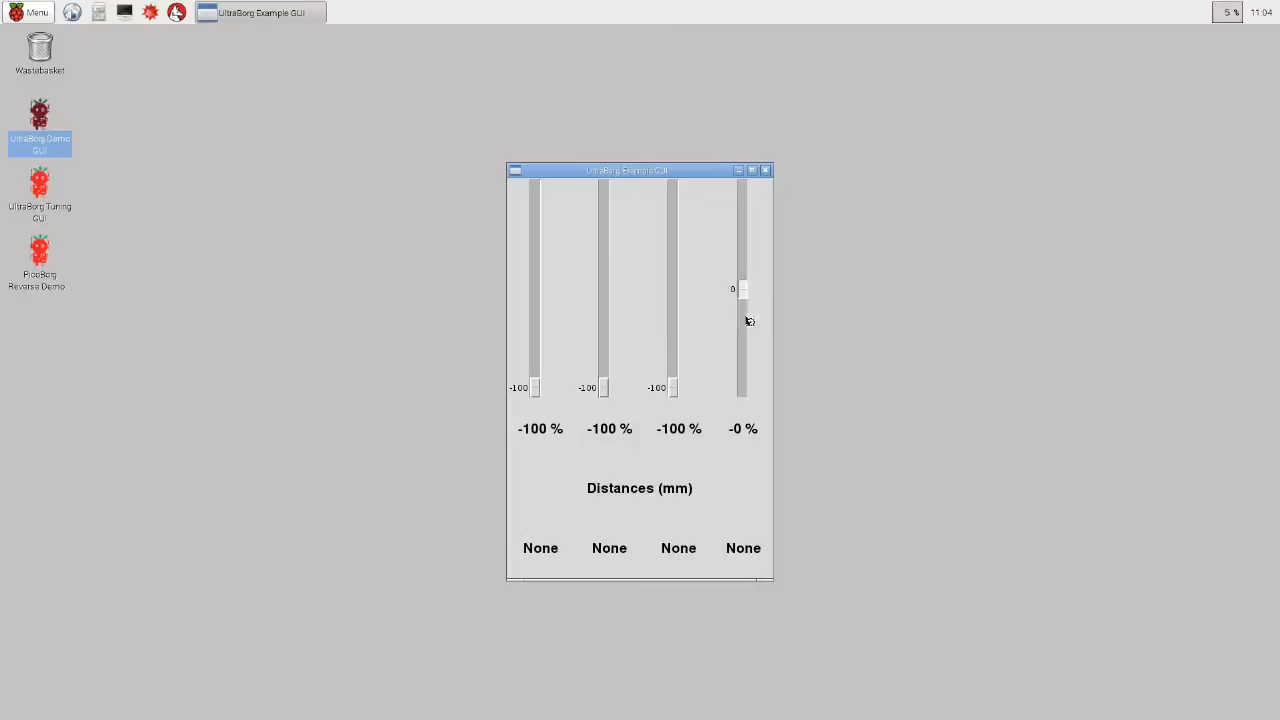 Menu
UltraBorg Example GUI
5 %
11:04
Wastebasket
UltraBorg Demo
GUI
UltraBorg Tuning
GUI
PicoBorg
Reverse Demo...
UltraBorg Example GUI
0
-100
-100
-100
-100 %
-100 %
-100 %
-0 %
Distances (mm)
None
None
None
None